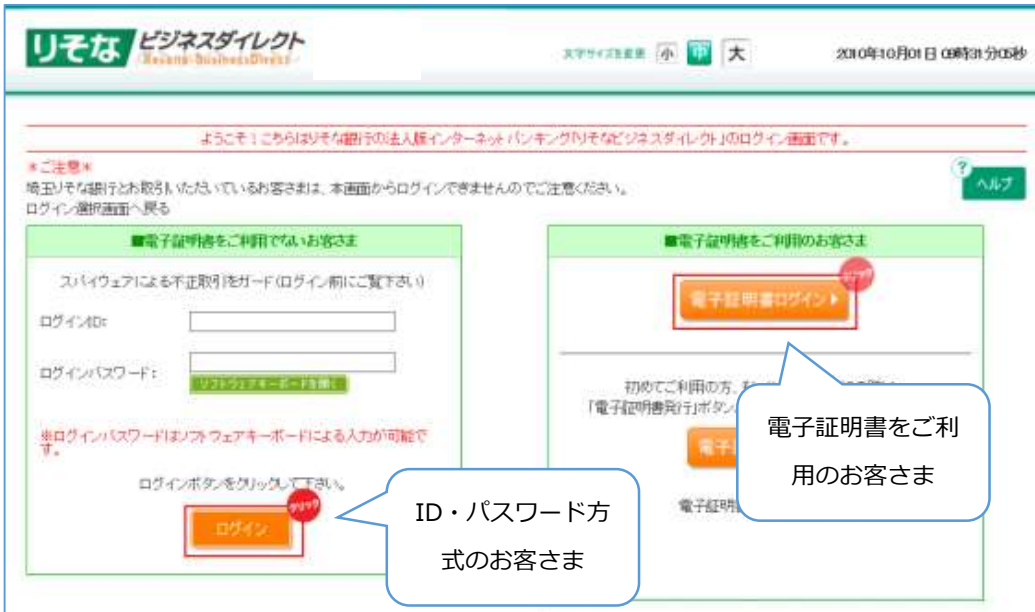 りそな ビジネスダイレクト
Resona Business Direct
文字サイズを変更 小 中 大
2010年10月01日 09時31分05秒
ようこそ！こちらはりそな銀行の法人版インターネットバンキング「りそなビジネスダイレクト」のログイン画面です。
*ご注意*
埼玉りそな銀行とお取引いただいているお客さまは、本画面からログインできませんのでご注意ください。
ログイン選択画面へ戻る
? ヘルプ
■電子証明書をご利用でないお客さま
スパイウェアによる不正取引をガード(ログイン前にご覧下さい)
ログインID:
ログインパスワード:
ソフトウェアキーボードを開く
※ログインパスワードはソフトウェアキーボードによる入力が可能で
す。
ログインボタンをクリックして下さい。
クリック
ログイン
ID・パスワード方
式のお客さま
■電子証明書をご利用のお客さま
クリック
電子証明書ログイン
初めてご利用の方、
「電子証明書発行」ボタン
電子
電子証明
電子証明書をご利
用のお客さま